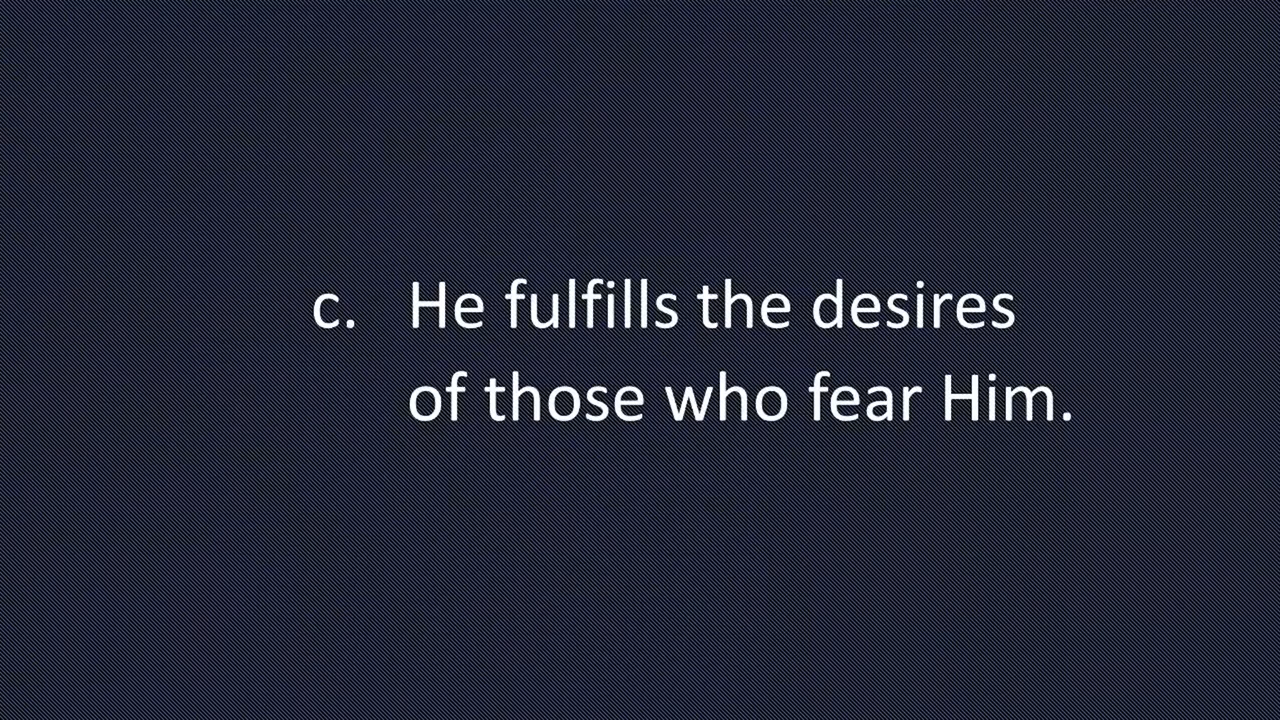 c. He fulfills the desires
of those who fear Him.